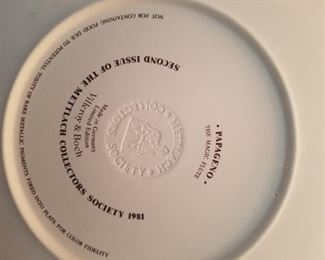 • PAPAGENO •
THE MAGIC FLUTE
METTLACH COLLECTORS SOCIETY
Made in Germany
Limited Edition
Villeroy & Boch
SECOND ISSUE OF THE METTLACH COLLECTORS SOCIETY 1981
NOT FOR CONTAINING FOOD DUE TO POTENTIAL TOXITY OF RARE METALLIC PIGMENTS FIRED INTO PLATE FOR COLOR FIDELITY